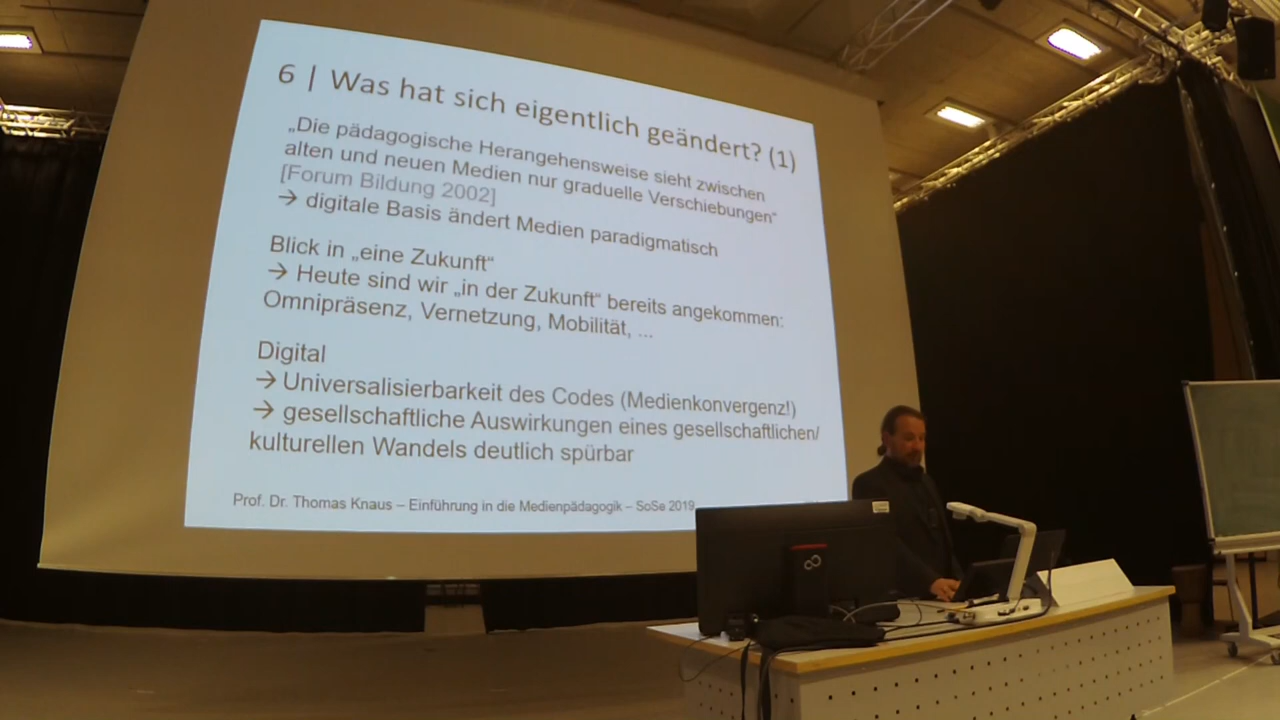 6 | Was hat sich eigentlich geändert? (1)
„Die pädagogische Herangehensweise sieht zwischen
alten und neuen Medien nur graduelle Verschiebungen“
[Forum Bildung 2002]
→ digitale Basis ändert Medien paradigmatisch
Blick in „eine Zukunft“
→ Heute sind wir „in der Zukunft“ bereits angekommen:
Omnipräsenz, Vernetzung, Mobilität, ...
Digital
→ Universalisierbarkeit des Codes (Medienkonvergenz!)
→ gesellschaftliche Auswirkungen eines gesellschaftlichen/
kulturellen Wandels deutlich spürbar
Prof. Dr. Thomas Knaus – Einführung in die Medienpädagogik – SoSe 2019